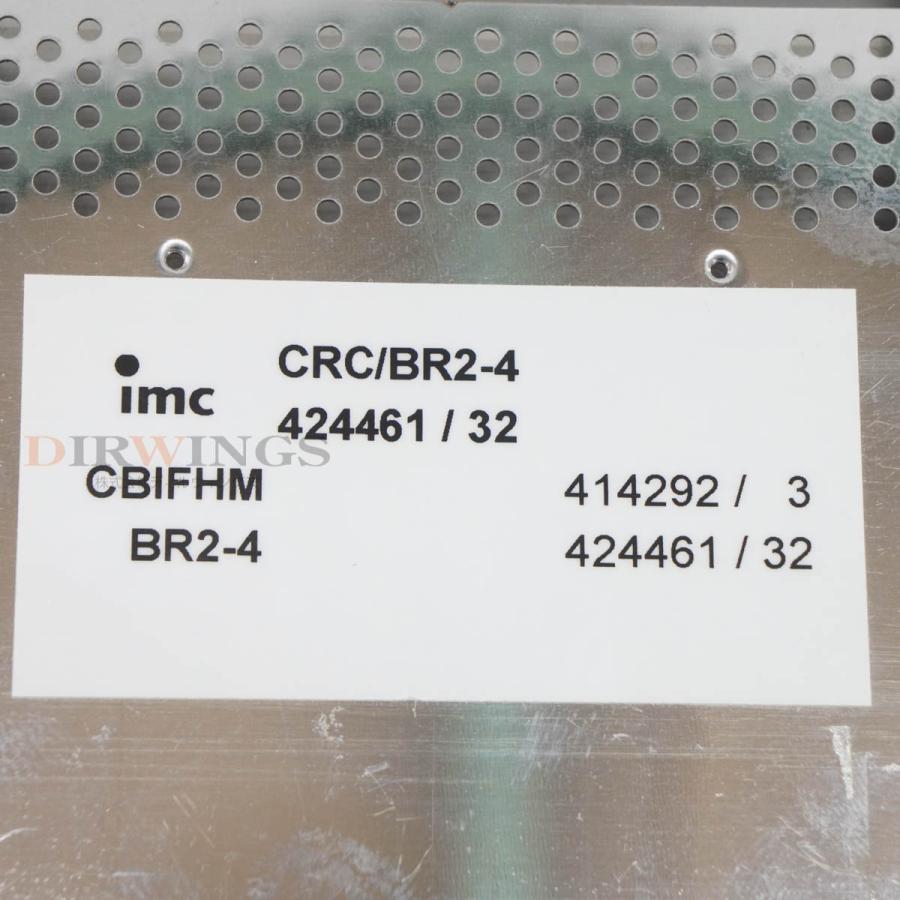 imc
CRC/BR2-4
424461 / 32
DIRWINGS
CBIFHM 414292 / 3
BR2-4 424461 / 32